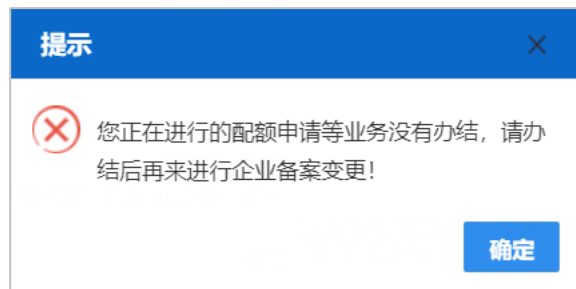 提示
您正在进行的配额申请等业务没有办结，请办
结后再来进行企业备案变更！
确定